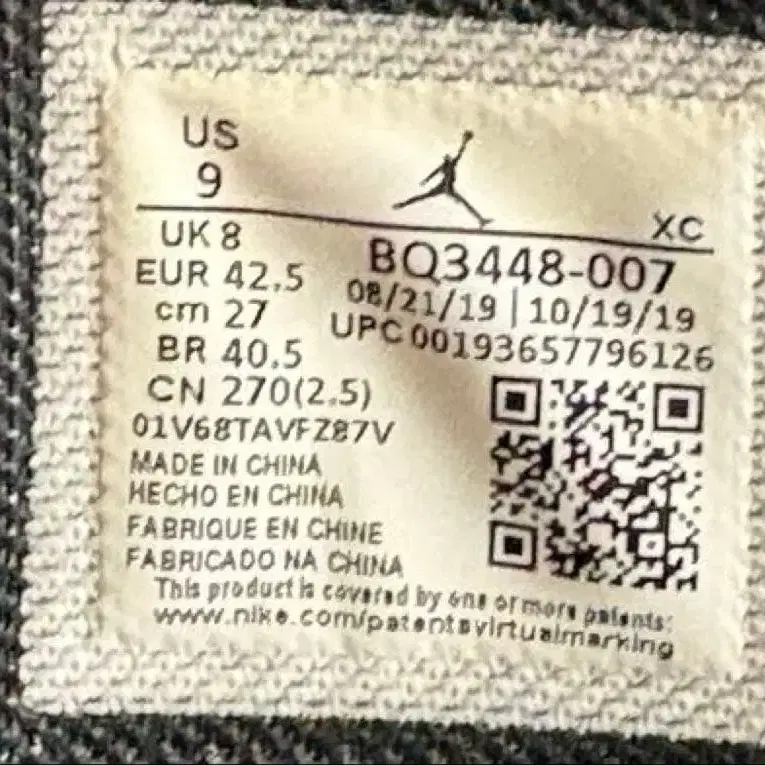 US
9
XC
UK 8
EUR 42.5
cm 27
BR 40.5
CN 270(2.5)
BQ3448-007
08/21/19 | 10/19/19
UPC 00193657796126
01V68TAVFZ87V
MADE IN CHINA
HECHO EN CHINA
FABRIQUE EN CHINE
FABRICADO NA CHINA
This product is covered by one or more patents:
www.nike.com/patentsvirtualmarking